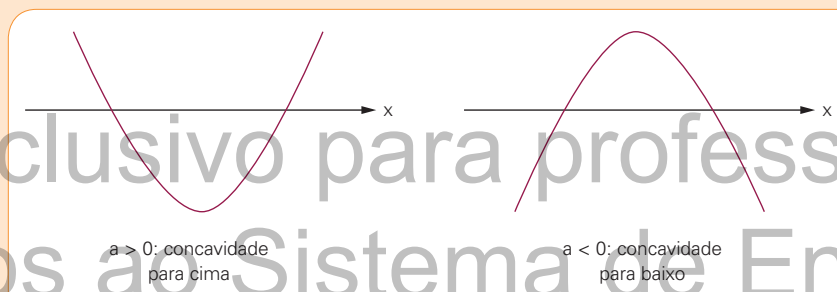 x
x
clusivo para profess
a > 0: concavidade
para cima
a < 0: concavidade
para baixo
os ao Sistema de En